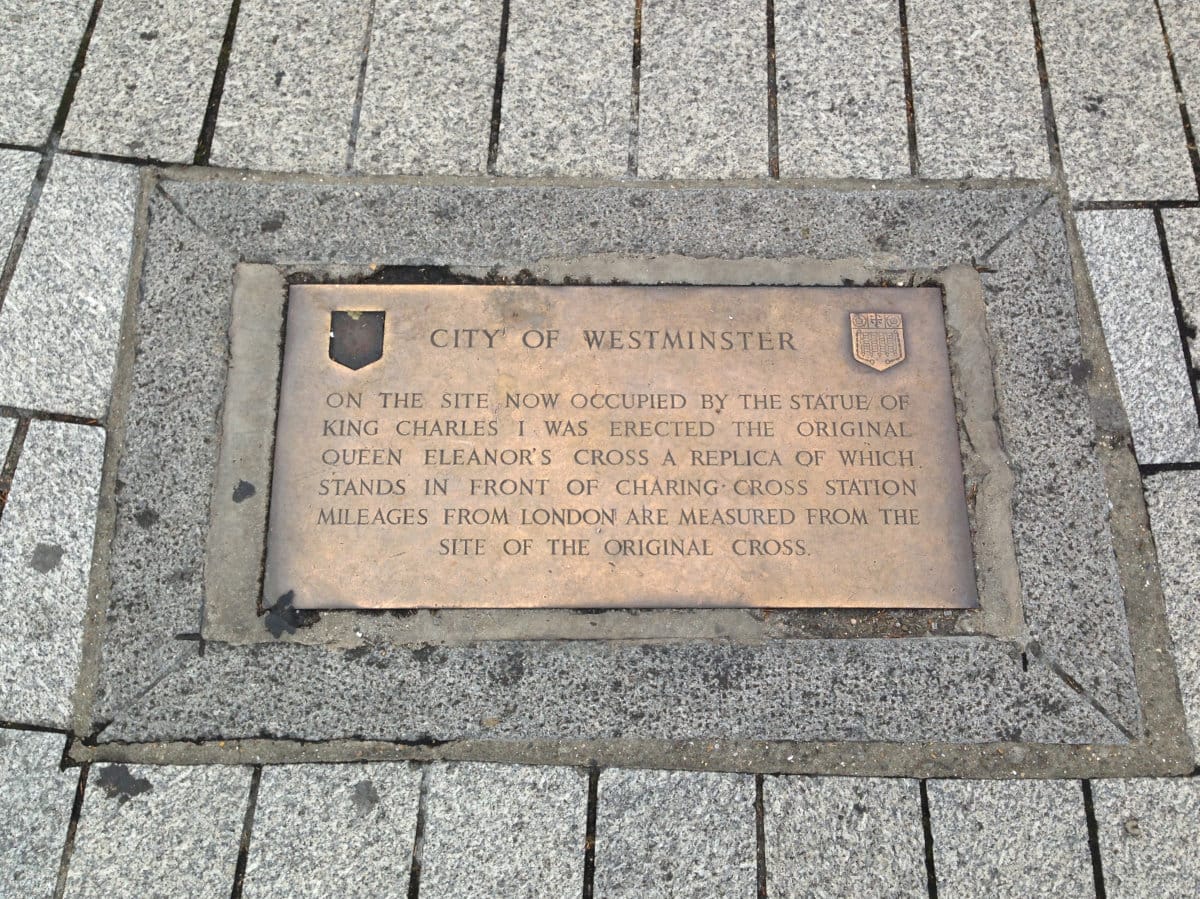 CITY OF WESTMINSTER
ON THE SITE NOW OCCUPIED BY THE STATUE OF
KING CHARLES I WAS ERECTED THE ORIGINAL
QUEEN ELEANOR'S CROSS A REPLICA OF WHICH
STANDS IN FRONT OF CHARING CROSS STATION
MILEAGES FROM LONDON ARE MEASURED FROM THE
SITE OF THE ORIGINAL CROSS.